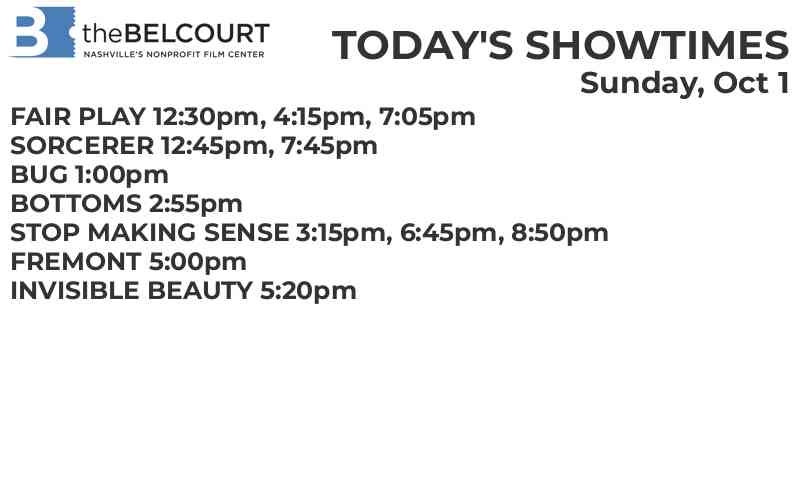 B theBELCOURT
NASHVILLE'S NONPROFIT FILM CENTER
TODAY'S SHOWTIMES
Sunday, Oct 1
FAIR PLAY 12:30pm, 4:15pm, 7:05pm
SORCERER 12:45pm, 7:45pm
BUG 1:00pm
BOTTOMS 2:55pm
STOP MAKING SENSE 3:15pm, 6:45pm, 8:50pm
FREMONT 5:00pm
INVISIBLE BEAUTY 5:20pm